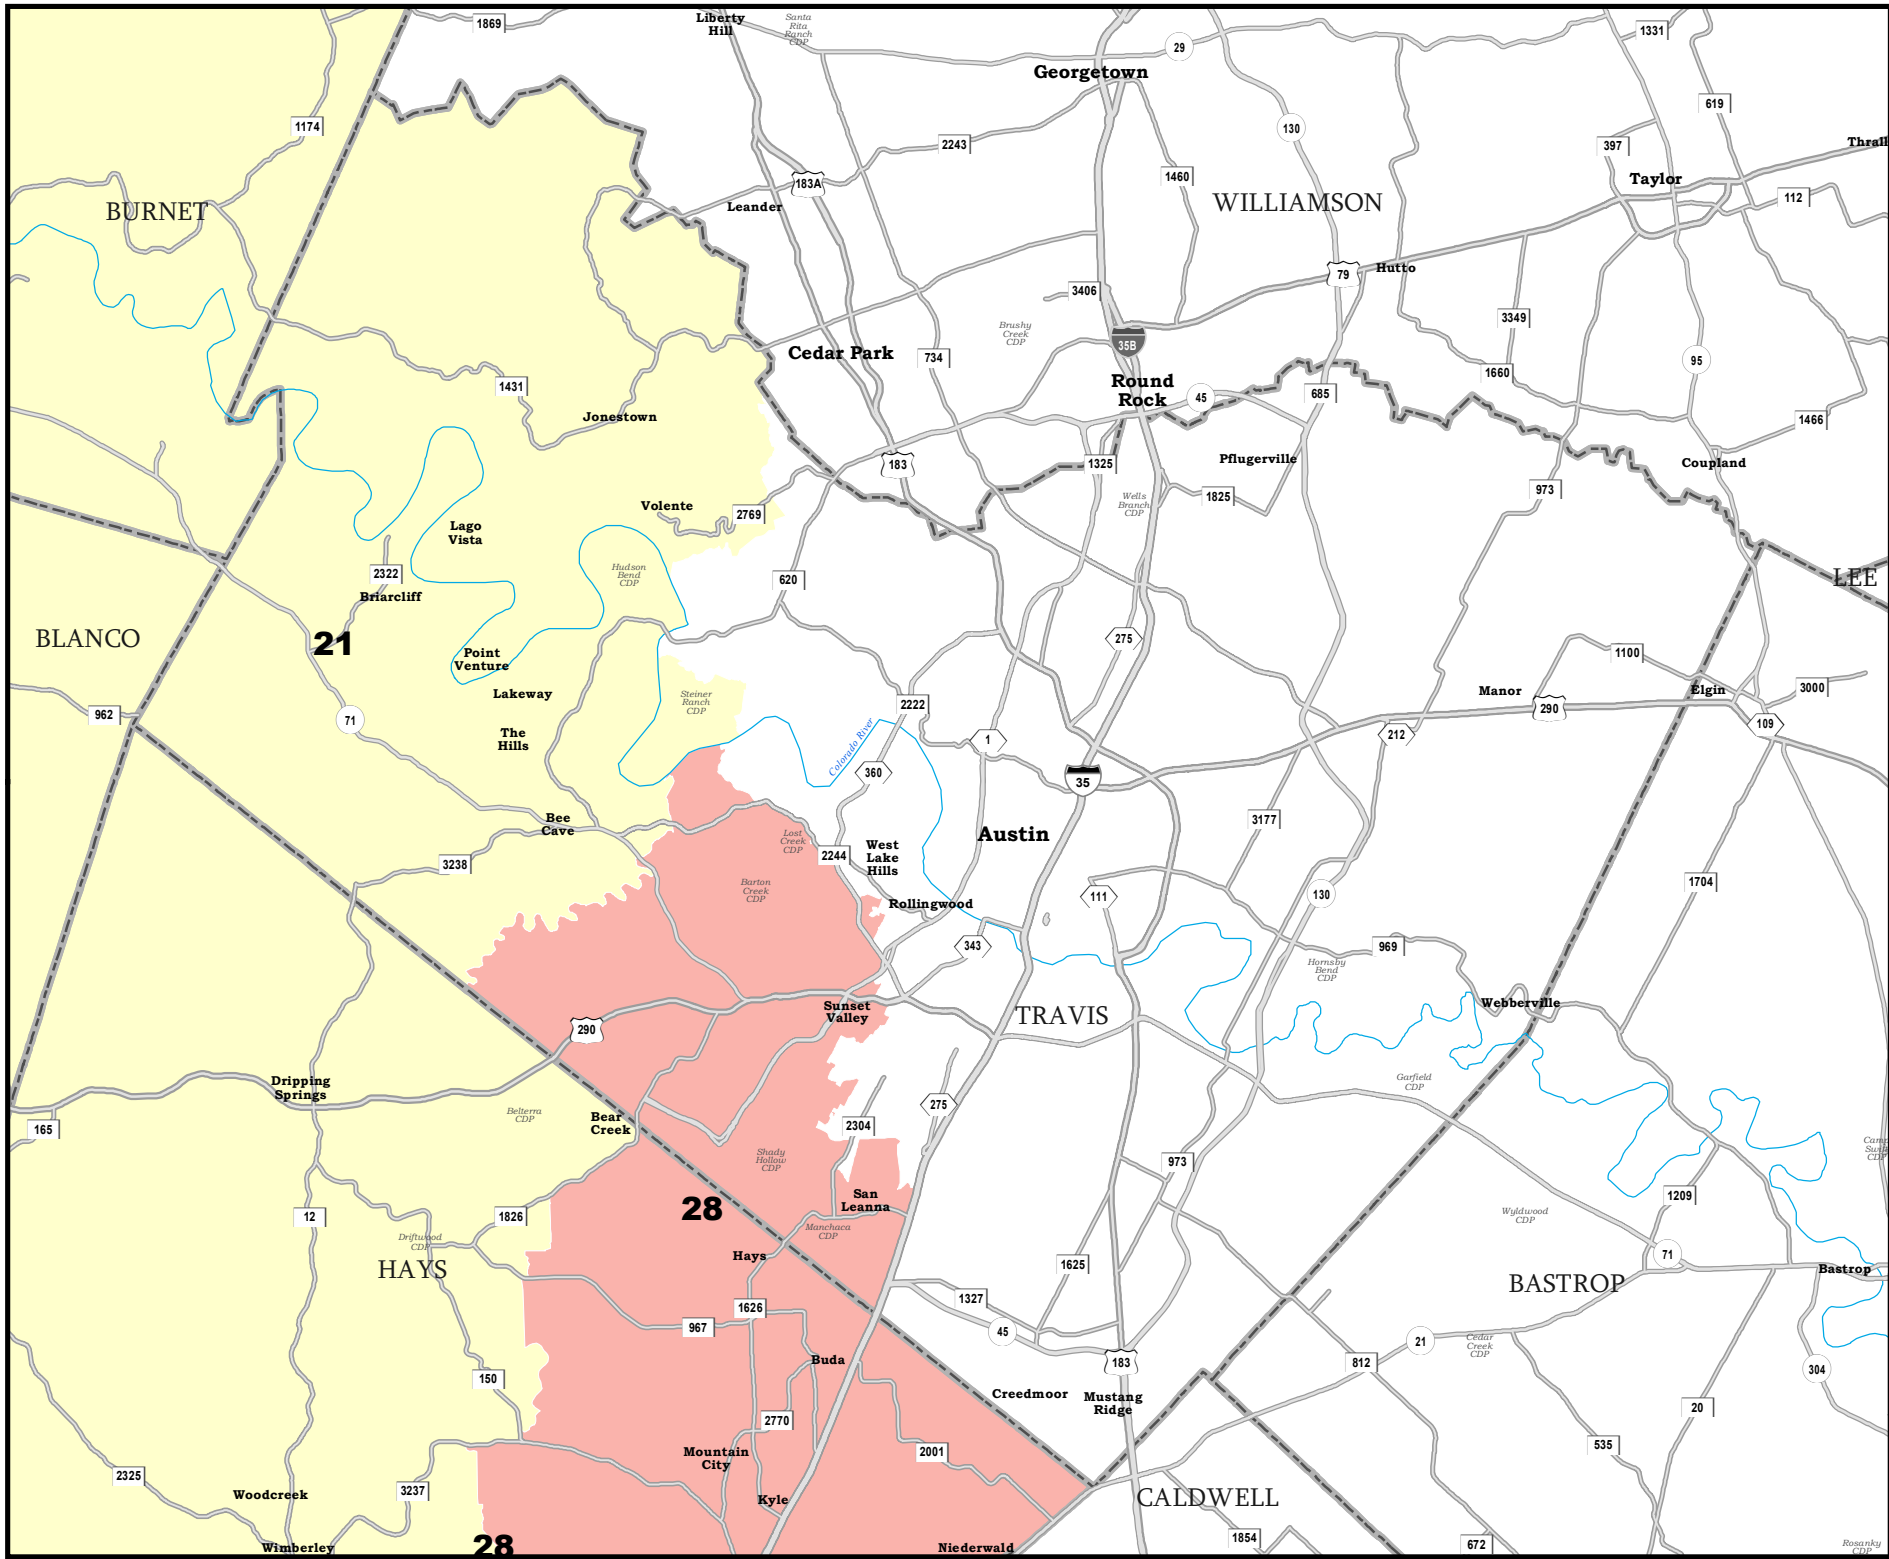 1869
Liberty
Hill
Santa
Rita
Ranch
CDP
29
1331
Georgetown
619
1174
130
397
Thrall
2243
183A
1460
Taylor
112
BURNET
Leander
WILLIAMSON
79
Hutto
3406
Brushy
Creek
CDP
35B
3349
Cedar Park
734
95
1431
1660
Round
Rock
45
685
Jonestown
1466
183
1325
Pflugerville
Coupland
Volente
2769
Wells
Branch
CDP
1825
973
Lago
Vista
2322
Hudson
Bend
CDP
620
LEE
Briarcliff
BLANCO
21
275
1100
Point
Venture
Lakeway
Steiner
Ranch
CDP
Manor
Elgin
3000
962
71
2222
290
The
Hills
Colorado River
1
212
109
360
35
Bee
Cave
Lost
Creek
CDP
West
Lake
Hills
Austin
3177
3238
2244
Barton
Creek
CDP
Rollingwood
111
130
1704
343
969
Hornsby
Bend
CDP
Webberville
Sunset
Valley
TRAVIS
290
Dripping
Springs
Garfield
CDP
Belterra
CDP
Bear
Creek
275
165
2304
Camp
Swift
CDP
Shady
Hollow
CDP
973
San
Leanna
1209
28
12
1826
Wyldwood
CDP
Driftwood
CDP
Manchaca
CDP
HAYS
Hays
1625
71
Bastrop
BASTROP
1626
1327
967
45
21
Cedar
Creek
CDP
Buda
183
812
304
150
Creedmoor
Mustang
Ridge
20
2770
Mountain
City
2001
535
2325
Woodcreek
3237
Kyle
CALDWELL
Wimberley
28
Niederwald
1854
672
Rosanky
CDP